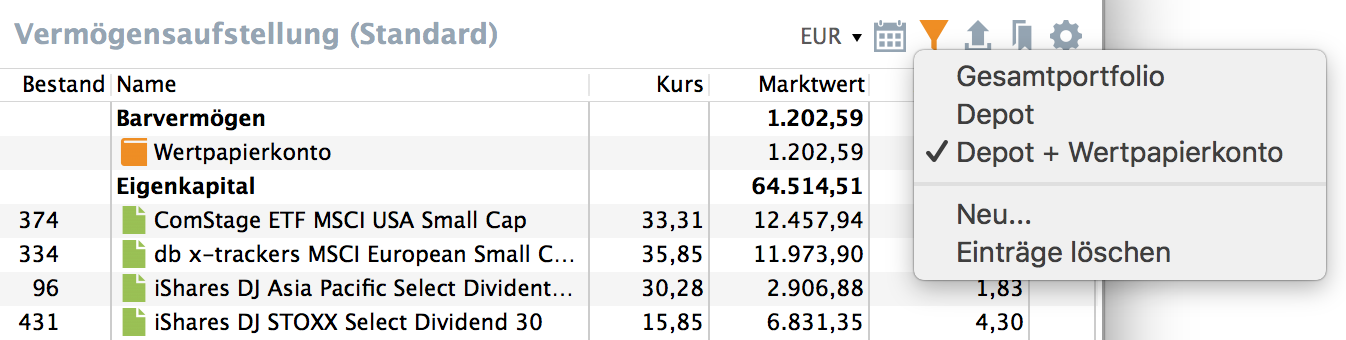 Vermögensaufstellung (Standard)
EUR
Bestand Name Kurs Marktwert
Barvermögen 1.202,59
Wertpapierkonto 1.202,59
Eigenkapital 64.514,51
374 ComStage ETF MSCI USA Small Cap 33,31 12.457,94
334 db x-trackers MSCI European Small C... 35,85 11.973,90
96 iShares DJ Asia Pacific Select Divident... 30,28 2.906,88 1,83
431 iShares DJ STOXX Select Dividend 30 15,85 6.831,35 4,30
Gesamtportfolio
Depot
Depot + Wertpapierkonto
Neu...
Einträge löschen